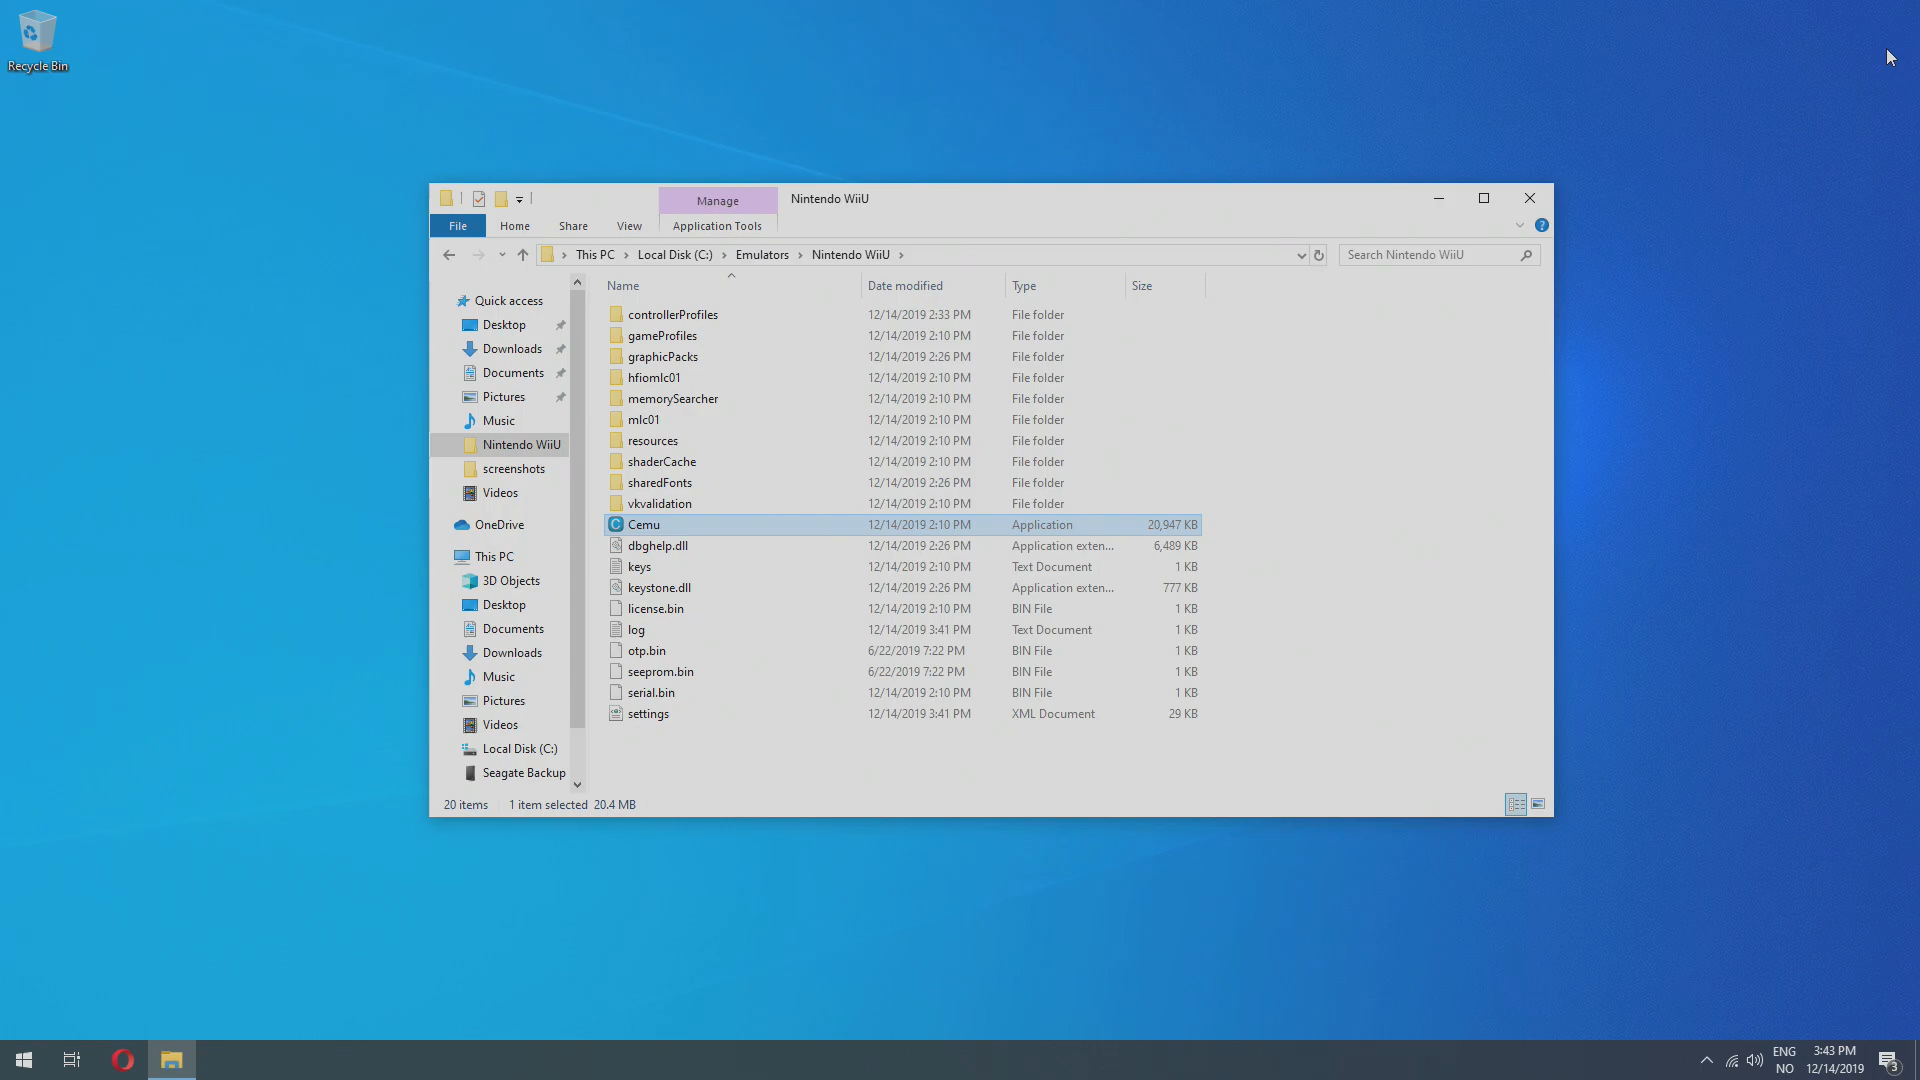 Recycle Bin
Manage
Nintendo WiiU
File
Home
Share
View
Application Tools
This PC
Local Disk (C:)
Emulators
Nintendo WiiU
Search Nintendo WiiU
Name
Date modified
Type
Size
Quick access
Desktop
Downloads
Documents
Pictures
Music
Nintendo WiiU
screenshots
Videos
OneDrive
This PC
3D Objects
Desktop
Documents
Downloads
Music
Pictures
Videos
Local Disk (C:)
Seagate Backup
controllerProfiles 12/14/2019 2:33 PM File folder
gameProfiles 12/14/2019 2:10 PM File folder
graphicPacks 12/14/2019 2:26 PM File folder
hfiomlc01 12/14/2019 2:10 PM File folder
memorySearcher 12/14/2019 2:10 PM File folder
mlc01 12/14/2019 2:10 PM File folder
resources 12/14/2019 2:10 PM File folder
shaderCache 12/14/2019 2:10 PM File folder
sharedFonts 12/14/2019 2:26 PM File folder
vkvalidation 12/14/2019 2:10 PM File folder
Cemu 12/14/2019 2:10 PM Application 20,947 KB
dbghelp.dll 12/14/2019 2:26 PM Application exten... 6,489 KB
keys 12/14/2019 2:10 PM Text Document 1 KB
keystone.dll 12/14/2019 2:26 PM Application exten... 777 KB
license.bin 12/14/2019 2:10 PM BIN File 1 KB
log 12/14/2019 3:41 PM Text Document 1 KB
otp.bin 6/22/2019 7:22 PM BIN File 1 KB
seeprom.bin 6/22/2019 7:22 PM BIN File 1 KB
serial.bin 12/14/2019 2:10 PM BIN File 1 KB
settings 12/14/2019 3:41 PM XML Document 29 KB
20 items 1 item selected 20.4 MB
ENG
NO
3:43 PM
12/14/2019
3